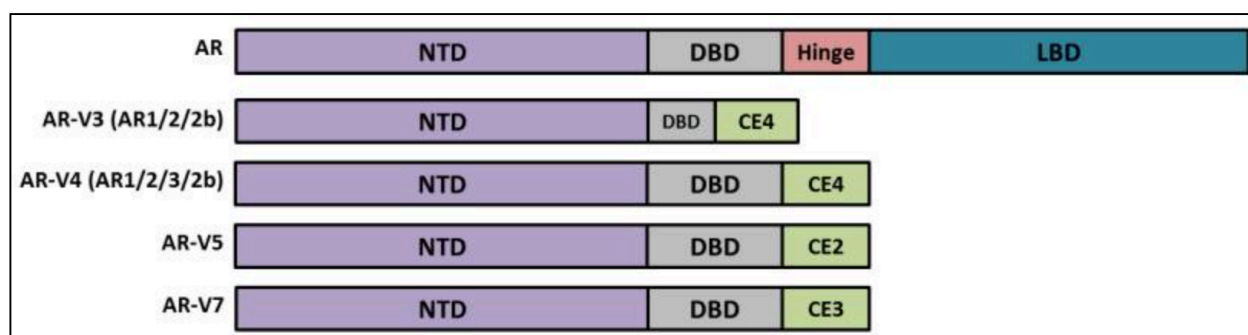 AR NTD DBD Hinge LBD
AR-V3 (AR1/2/2b) NTD DBD CE4
AR-V4 (AR1/2/3/2b) NTD DBD CE4
AR-V5 NTD DBD CE2
AR-V7 NTD DBD CE3